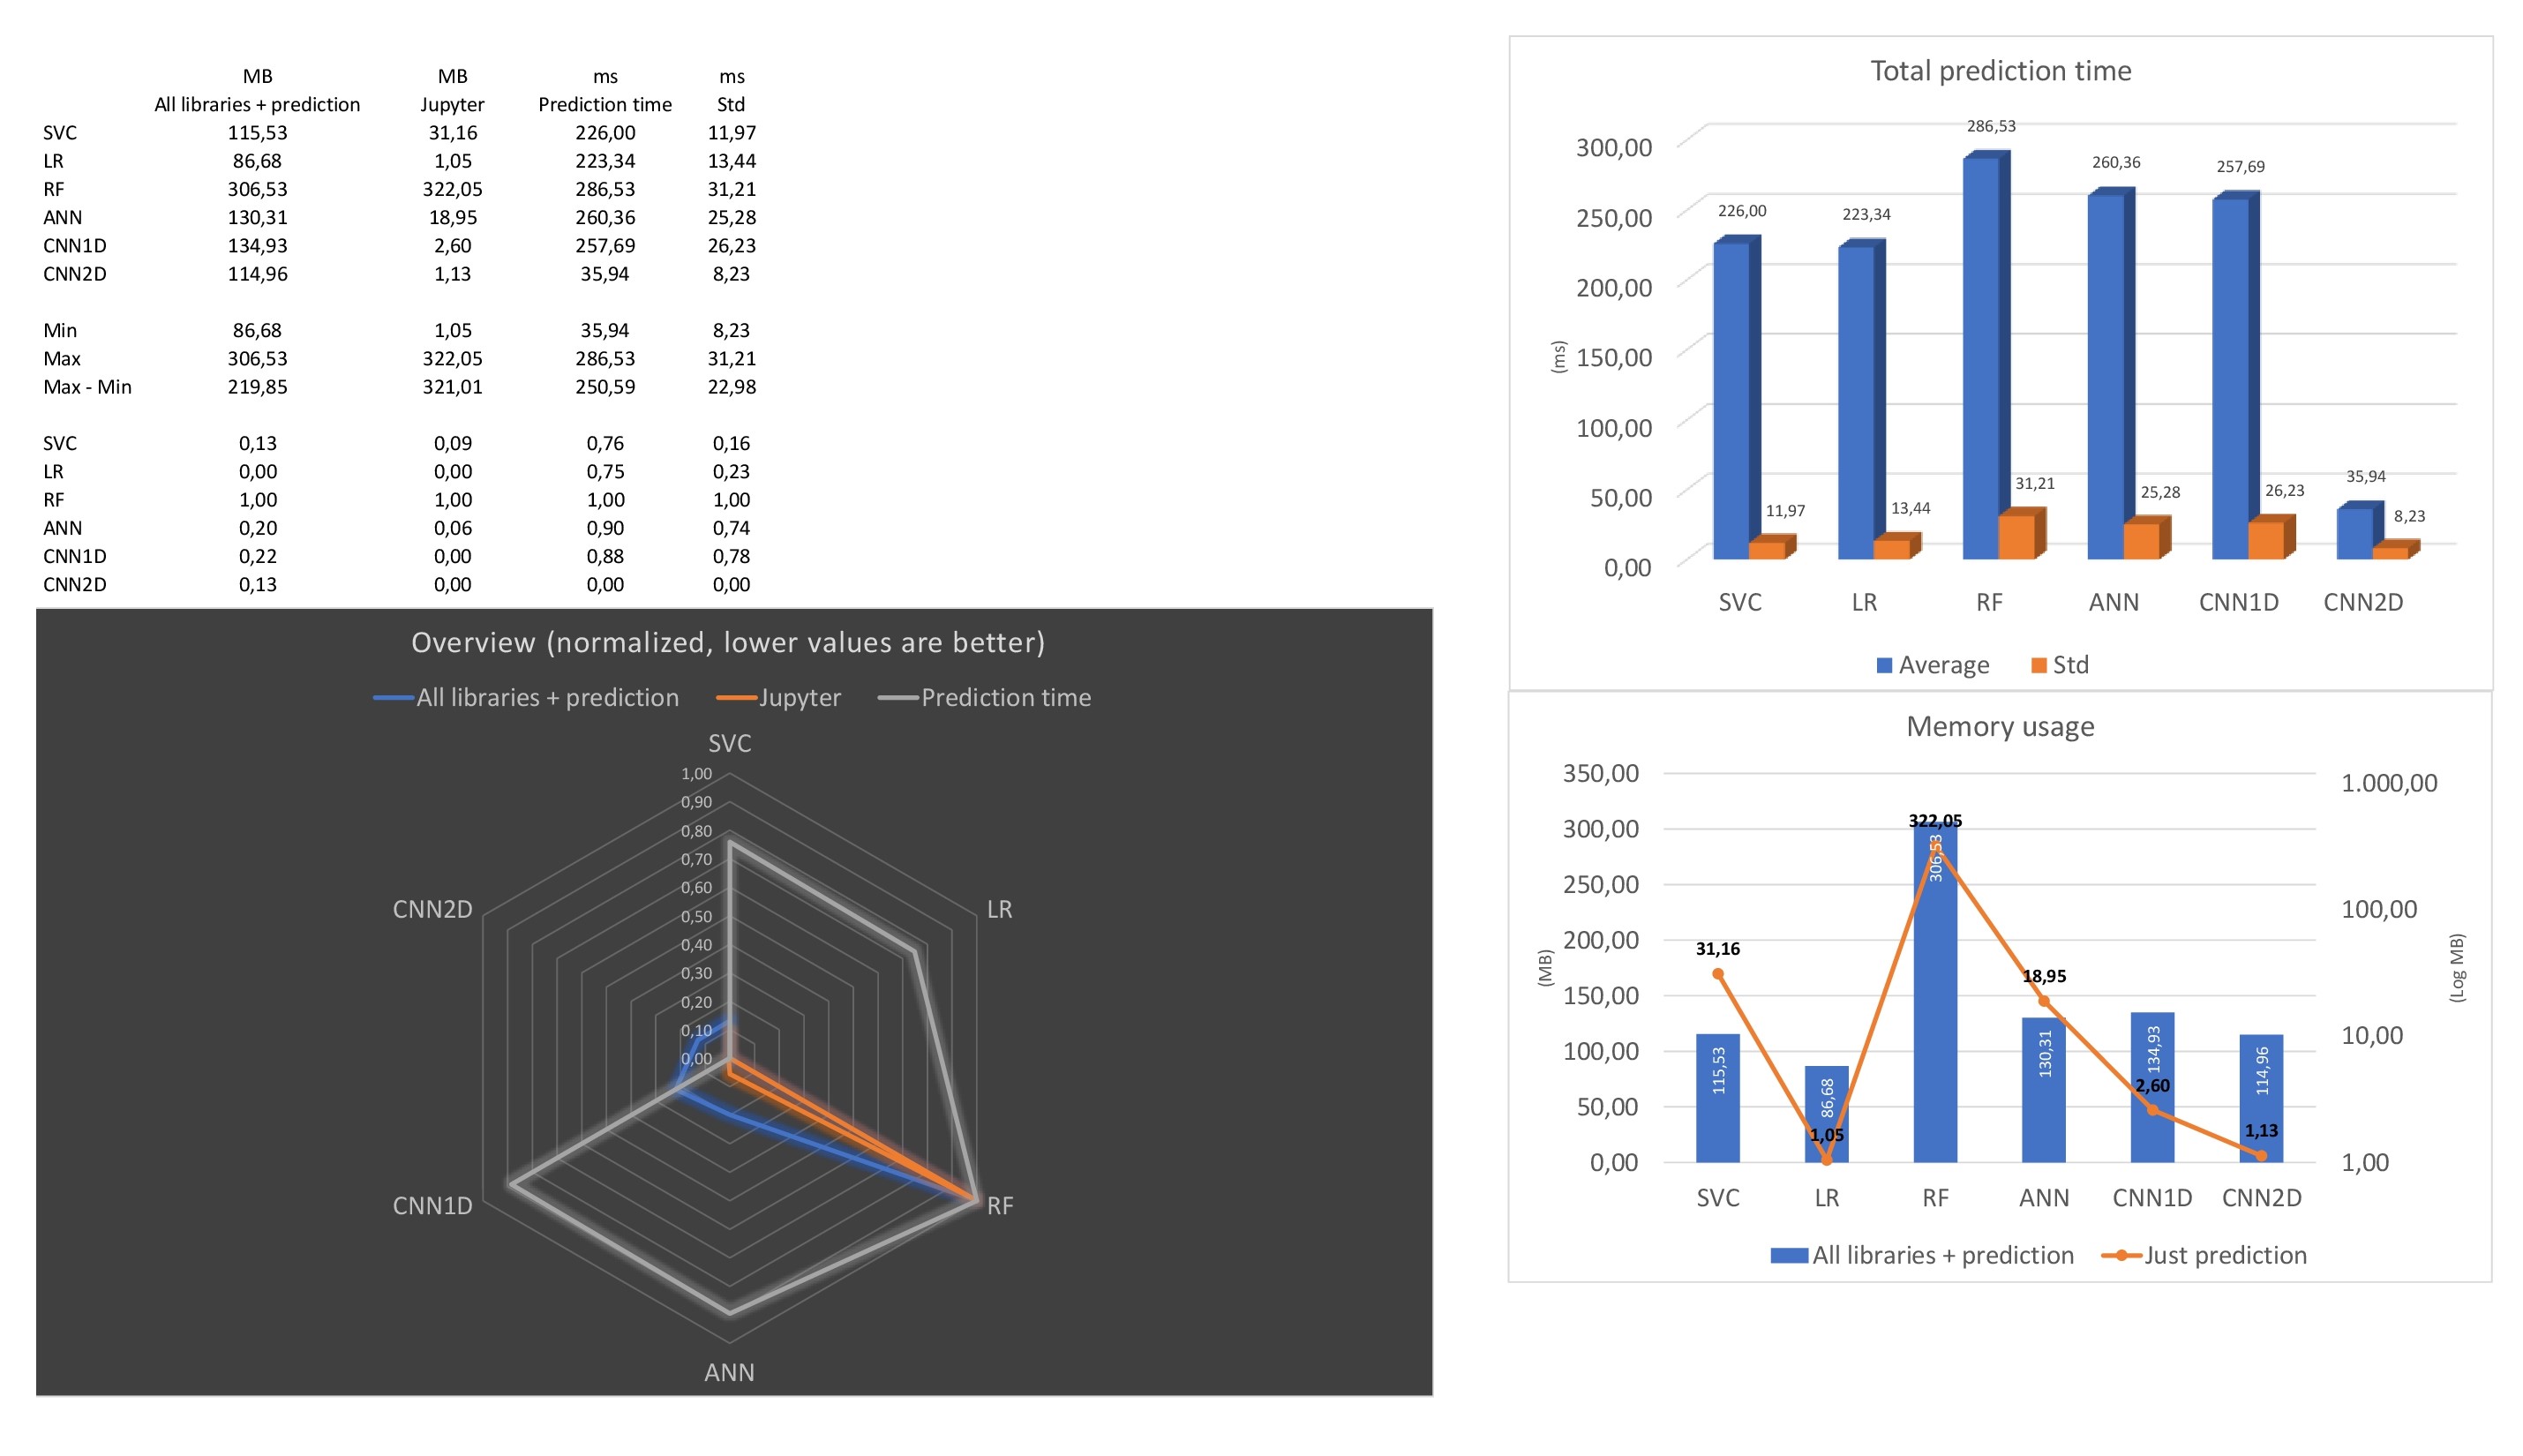 MB MB ms ms
All libraries + prediction Jupyter Prediction time Std
SVC 115,53 31,16 226,00 11,97
LR 86,68 1,05 223,34 13,44
RF 306,53 322,05 286,53 31,21
ANN 130,31 18,95 260,36 25,28
CNN1D 134,93 2,60 257,69 26,23
CNN2D 114,96 1,13 35,94 8,23
Min 86,68 1,05 35,94 8,23
Max 306,53 322,05 286,53 31,21
Max - Min 219,85 321,01 250,59 22,98
SVC 0,13 0,09 0,76 0,16
LR 0,00 0,00 0,75 0,23
RF 1,00 1,00 1,00 1,00
ANN 0,20 0,06 0,90 0,74
CNN1D 0,22 0,00 0,88 0,78
CNN2D 0,13 0,00 0,00 0,00
Overview (normalized, lower values are better)
All libraries + prediction Jupyter Prediction time
SVC
1,00
0,90
0,80
0,70
0,60
0,50
0,40
0,30
0,20
0,10
0,00
CNN2D LR
CNN1D RF
ANN
Total prediction time
300,00
250,00
200,00
150,00
100,00
50,00
0,00
(ms)
286,53
260,36
257,69
226,00
223,34
35,94
31,21
25,28
26,23
11,97
13,44
8,23
SVC LR RF ANN CNN1D CNN2D
Average Std
Memory usage
350,00
300,00
250,00
200,00
150,00
100,00
50,00
0,00
(MB)
1.000,00
100,00
10,00
1,00
(Log MB)
322,05
306,53
31,16
18,95
115,53
86,68
130,31
134,93
114,96
2,60
1,05
1,13
SVC LR RF ANN CNN1D CNN2D
All libraries + prediction Just prediction